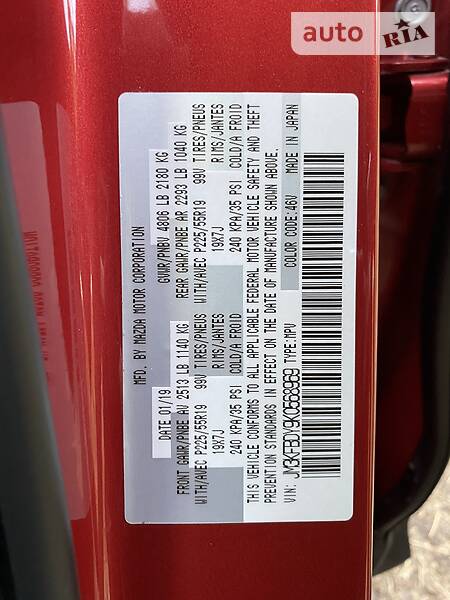 auto RIA
MFD. BY MAZDA MOTOR CORPORATION
DATE 01/19 GVWR/PNBV 4806 LB 2180 KG
FRONT GAWR/PNBE AV 2513 LB 1140 KG REAR GAWR/PNBE AR 2293 LB 1040 KG
WITH/AVEC P225/55R19 99V TIRES/PNEUS WITH/AVEC P225/55R19 99V TIRES/PNEUS
19X7J RIMS/JANTES 19X7J RIMS/JANTES
240 KPA/35 PSI COLD/A FROID 240 KPA/35 PSI COLD/A FROID
THIS VEHICLE CONFORMS TO ALL APPLICABLE FEDERAL MOTOR VEHICLE SAFETY AND THEFT
PREVENTION STANDARDS IN EFFECT ON THE DATE OF MANUFACTURE SHOWN ABOVE.
VIN: JM3KFBDY9K0568969 TYPE:MPV COLOR CODE:46V MADE IN JAPAN